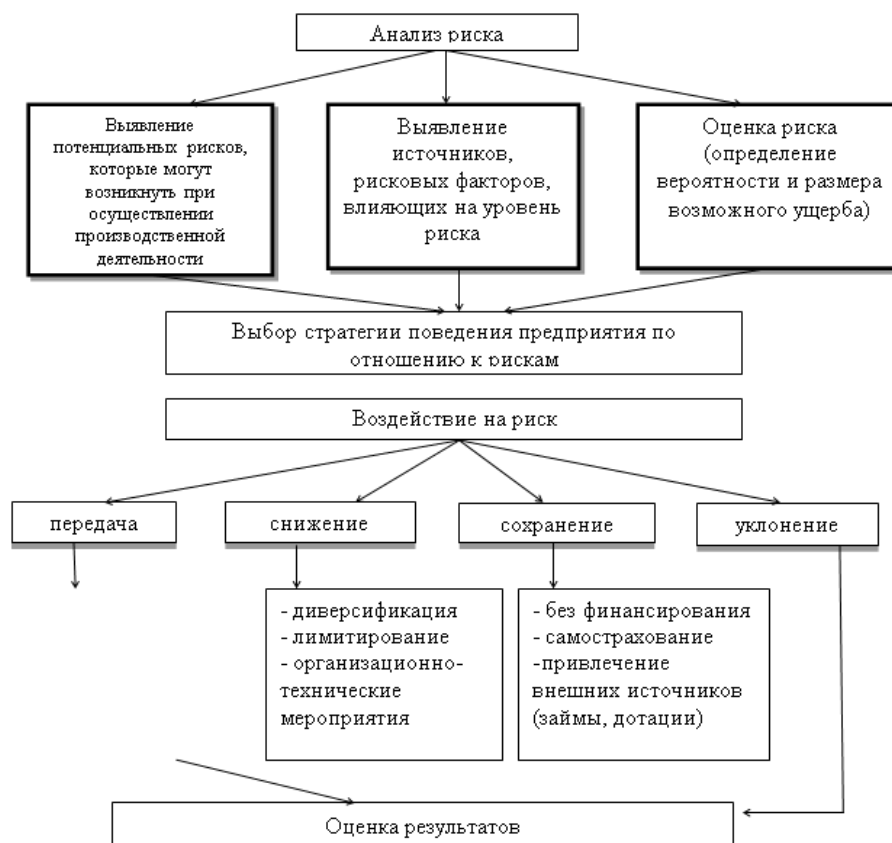 Анализ риска
Выявление
потенциальных рисков,
которые могут
возникнуть при
осуществлении
производственной
деятельности
Выявление
источников,
рисковых факторов,
влияющих на уровень
риска
Оценка риска
(определение
вероятности и размера
возможного ущерба)
Выбор стратегии поведения предприятия по
отношению к рискам
Воздействие на риск
передача
снижение
сохранение
уклонение
- диверсификация
- лимитирование
- организационно-
технические
мероприятия
- без финансирования
- самострахование
-привлечение
внешних источников
(займы, дотации)
Оценка результатов